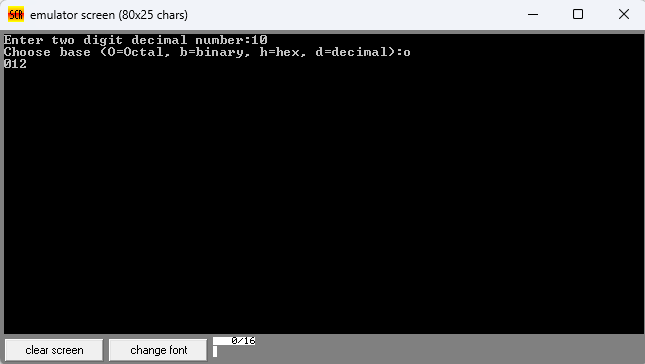 SCR emulator screen (80x25 chars)
Enter two digit decimal number:10
Choose base (O=Octal, b=binary, h=hex, d=decimal):o
012
clear screen change font 0/16